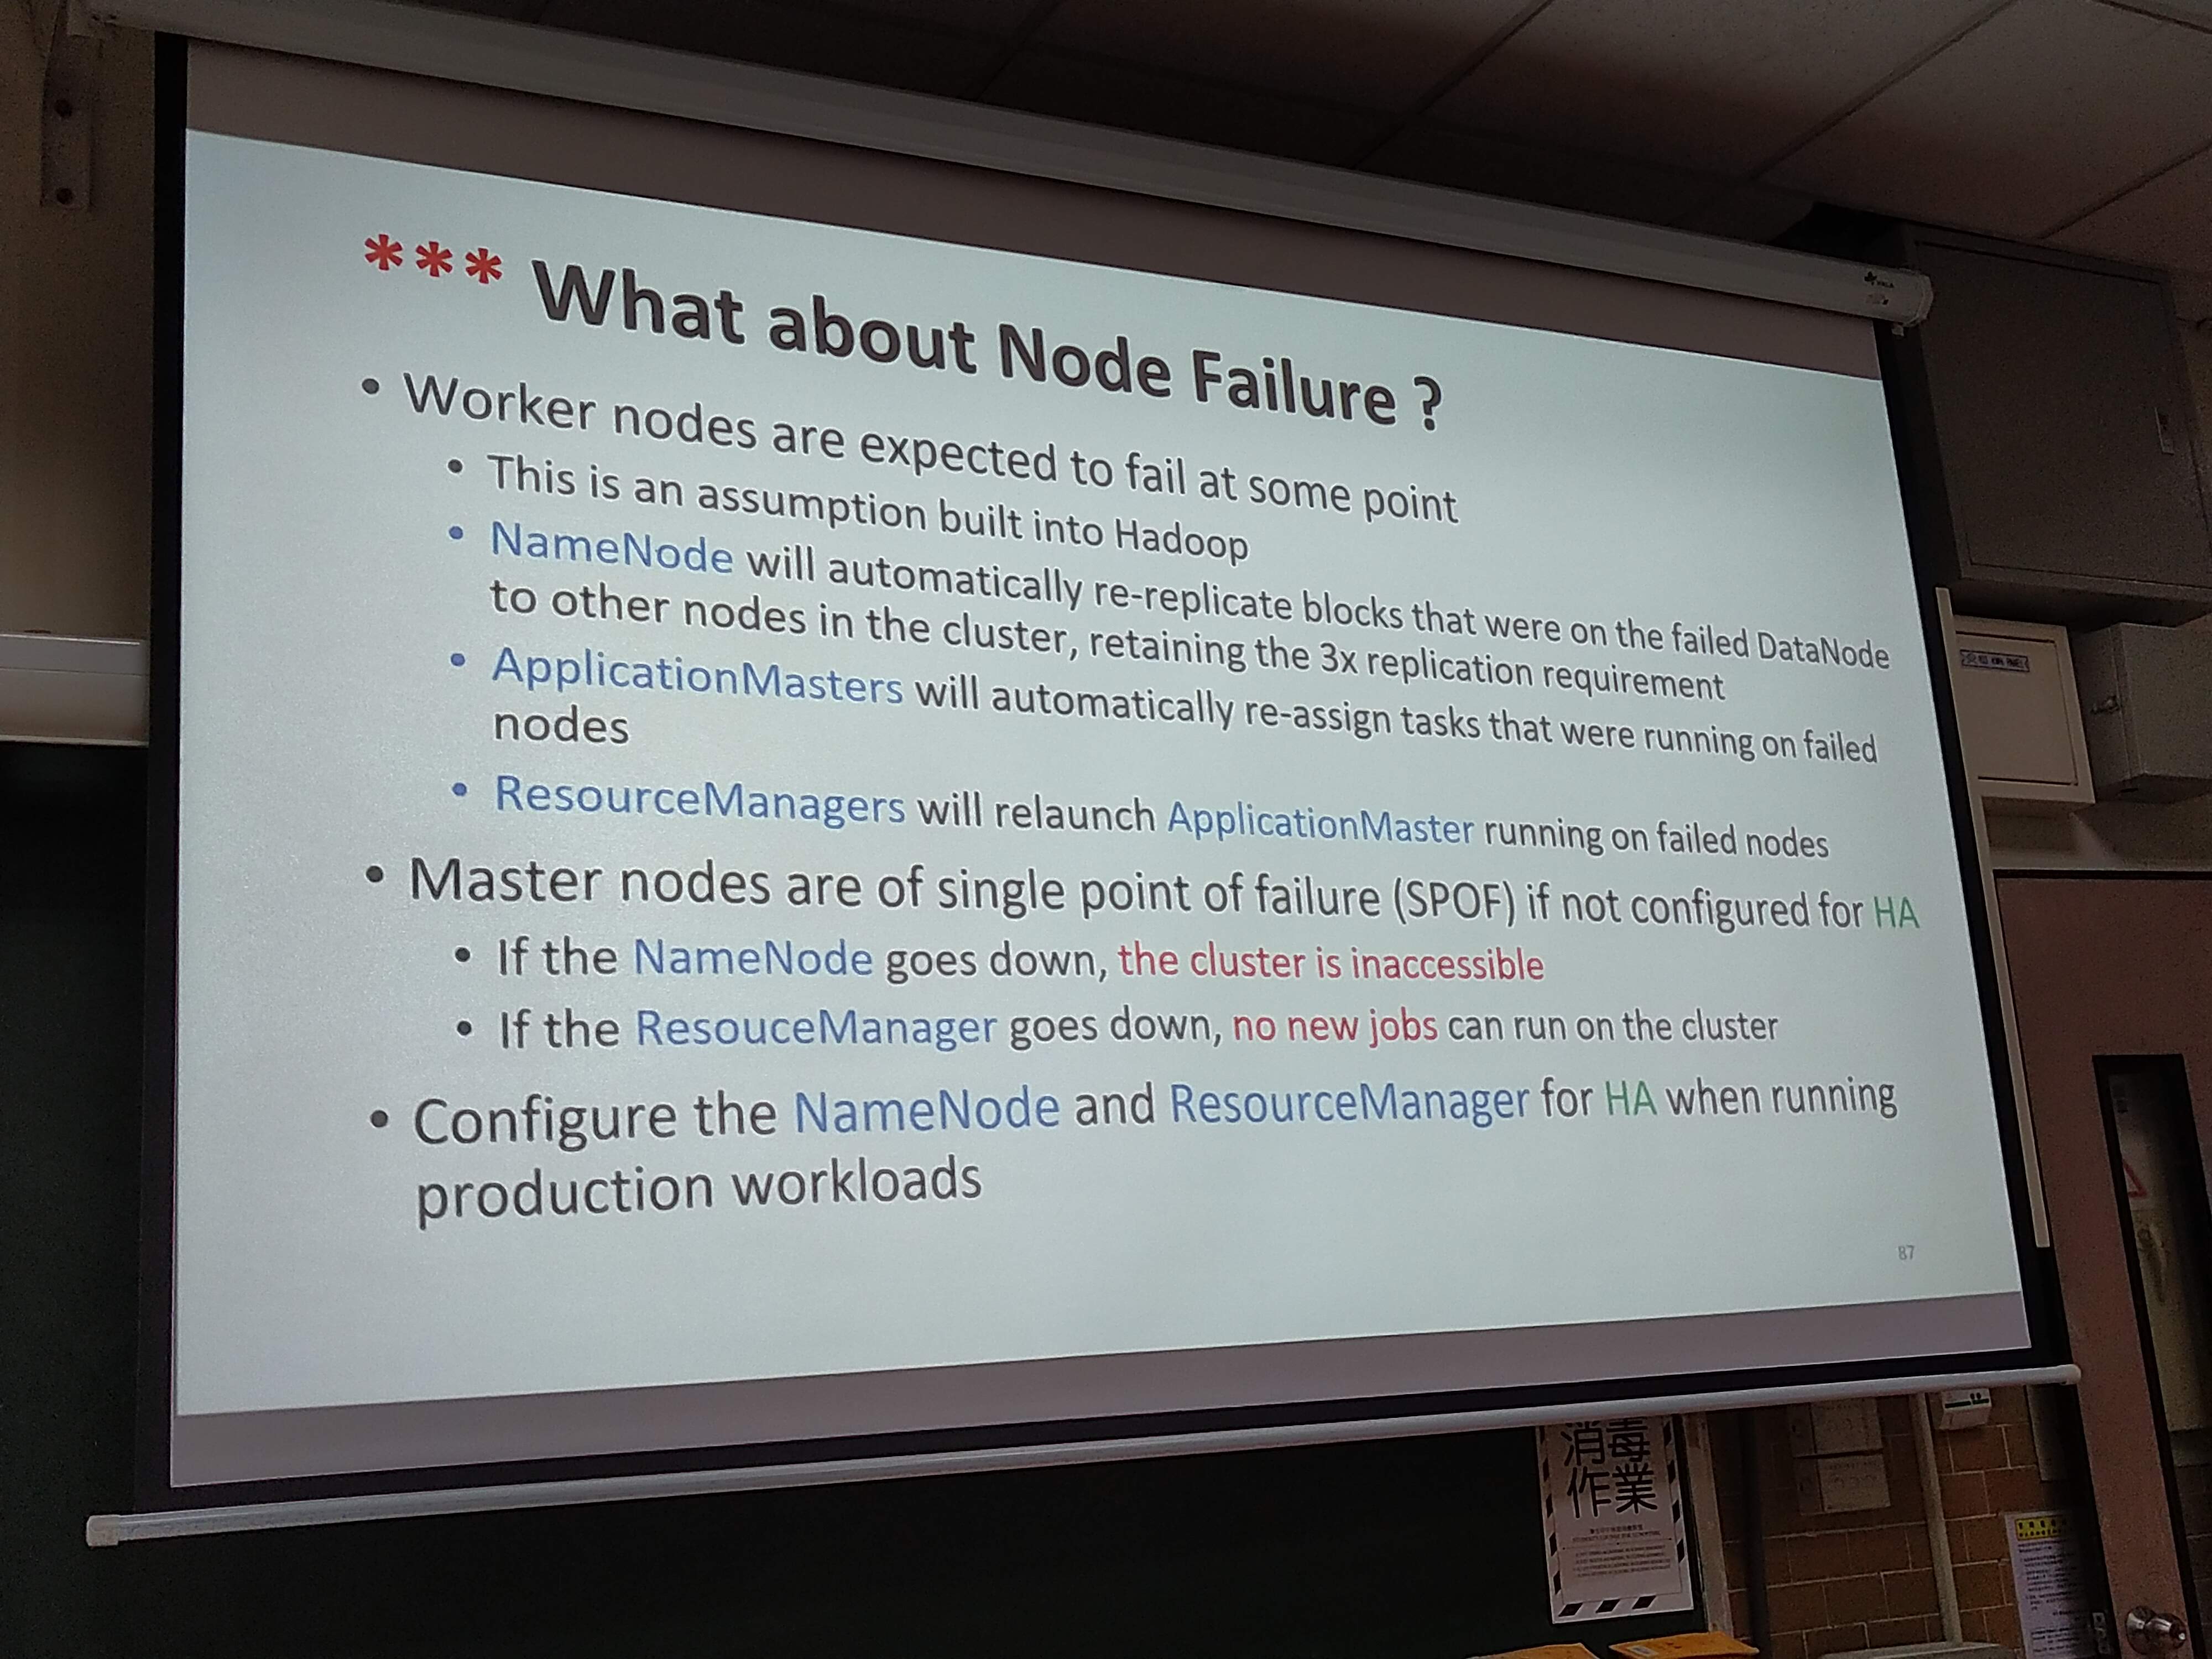 *** What about Node Failure ?
• Worker nodes are expected to fail at some point
• This is an assumption built into Hadoop
• NameNode will automatically re-replicate blocks that were on the failed DataNode
to other nodes in the cluster, retaining the 3x replication requirement
• ApplicationMasters will automatically re-assign tasks that were running on failed
nodes
• ResourceManagers will relaunch ApplicationMaster running on failed nodes
• Master nodes are of single point of failure (SPOF) if not configured for HA
• If the NameNode goes down, the cluster is inaccessible
• If the ResouceManager goes down, no new jobs can run on the cluster
• Configure the NameNode and ResourceManager for HA when running
production workloads
87
消毒
作業